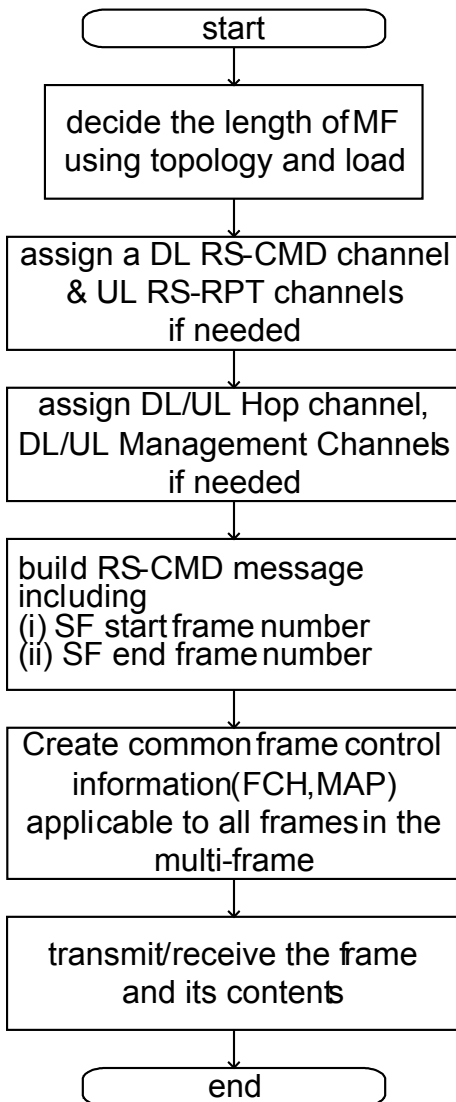 start
decide the length of MF
using topology and load
assign a DL RS-CMD channel
& UL RS-RPT channels
if needed
assign DL/UL Hop channel,
DL/UL Management Channels
if needed
build RS-CMD message
including
(i) SF start frame number
(ii) SF end frame number
Create common frame control
information(FCH,MAP)
applicable to all frames in the
multi-frame
transmit/receive the frame
and its contents
end